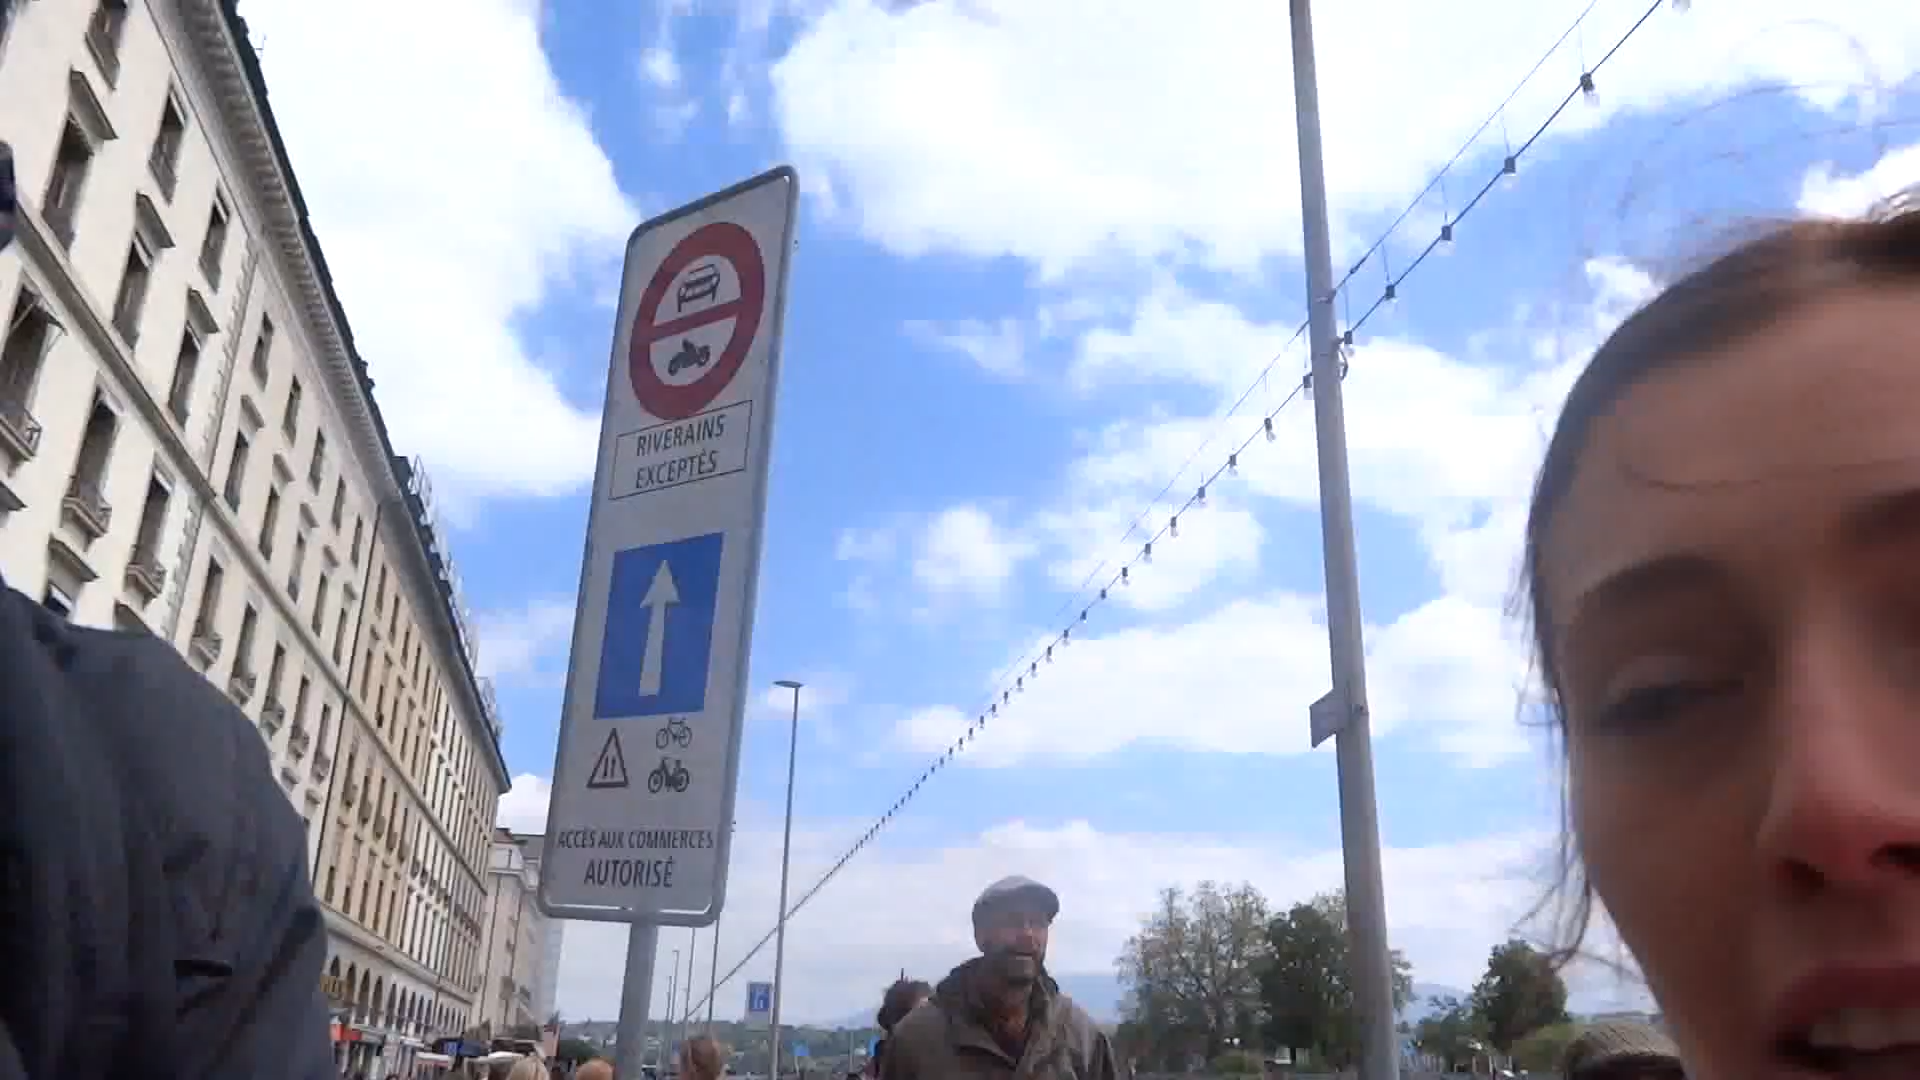 RIVERAINS
EXCEPTÉS
ACCÈS AUX COMMERCES
AUTORISÉ